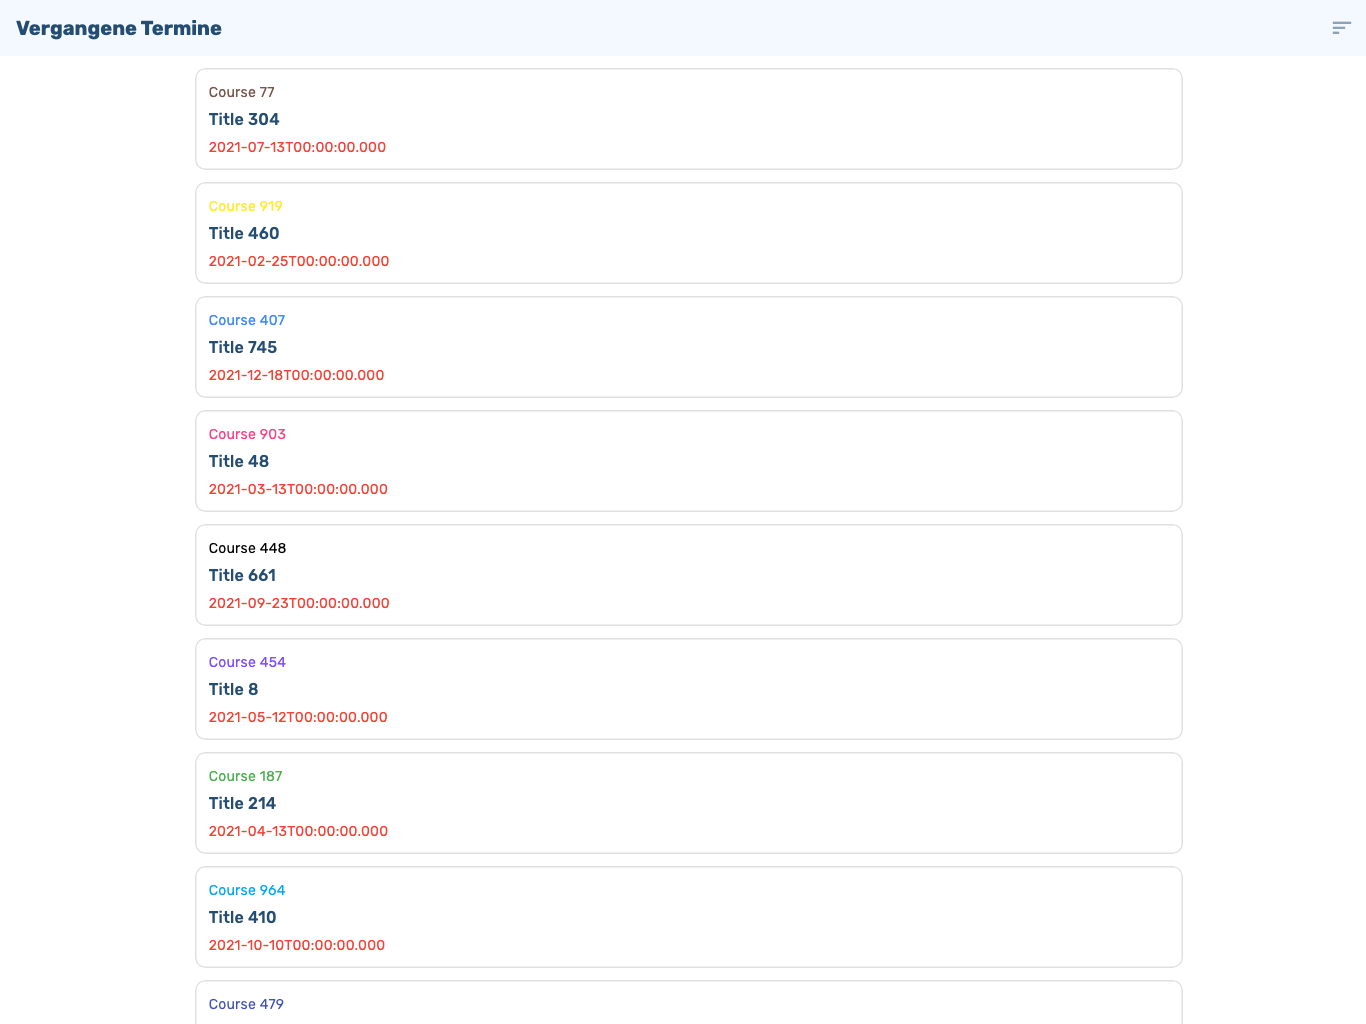 Vergangene Termine
Course 77
Title 304
2021-07-13T00:00:00.000
Course 919
Title 460
2021-02-25T00:00:00.000
Course 407
Title 745
2021-12-18T00:00:00.000
Course 903
Title 48
2021-03-13T00:00:00.000
Course 448
Title 661
2021-09-23T00:00:00.000
Course 454
Title 8
2021-05-12T00:00:00.000
Course 187
Title 214
2021-04-13T00:00:00.000
Course 964
Title 410
2021-10-10T00:00:00.000
Course 479